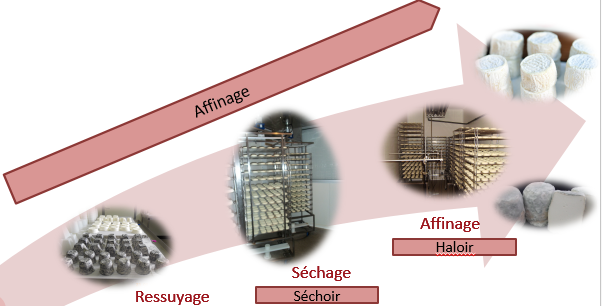 Affinage
Affinage
Haloir
Séchage
Séchoir
Ressuyage